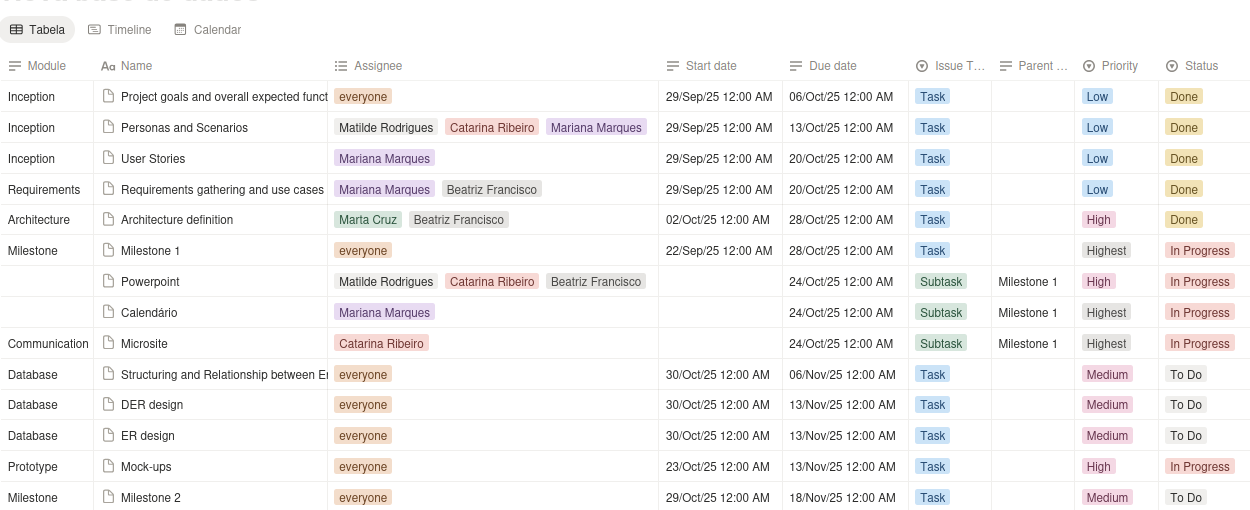 Tabela Timeline Calendar
Module Name Assignee Start date Due date Issue T... Parent ... Priority Status
Inception Project goals and overall expected funct everyone 29/Sep/25 12:00 AM 06/Oct/25 12:00 AM Task Low Done
Inception Personas and Scenarios Matilde Rodrigues Catarina Ribeiro Mariana Marques 29/Sep/25 12:00 AM 13/Oct/25 12:00 AM Task Low Done
Inception User Stories Mariana Marques 29/Sep/25 12:00 AM 20/Oct/25 12:00 AM Task Low Done
Requirements Requirements gathering and use cases Mariana Marques Beatriz Francisco 29/Sep/25 12:00 AM 20/Oct/25 12:00 AM Task Low Done
Architecture Architecture definition Marta Cruz Beatriz Francisco 02/Oct/25 12:00 AM 28/Oct/25 12:00 AM Task High Done
Milestone Milestone 1 everyone 22/Sep/25 12:00 AM 28/Oct/25 12:00 AM Task Highest In Progress
Powerpoint Matilde Rodrigues Catarina Ribeiro Beatriz Francisco 24/Oct/25 12:00 AM Subtask Milestone 1 High In Progress
Calendário Mariana Marques 24/Oct/25 12:00 AM Subtask Milestone 1 Highest In Progress
Communication Microsite Catarina Ribeiro 24/Oct/25 12:00 AM Subtask Milestone 1 Highest In Progress
Database Structuring and Relationship between En everyone 30/Oct/25 12:00 AM 06/Nov/25 12:00 AM Task Medium To Do
Database DER design everyone 30/Oct/25 12:00 AM 13/Nov/25 12:00 AM Task Medium To Do
Database ER design everyone 30/Oct/25 12:00 AM 13/Nov/25 12:00 AM Task Medium To Do
Prototype Mock-ups everyone 23/Oct/25 12:00 AM 13/Nov/25 12:00 AM Task High In Progress
Milestone Milestone 2 everyone 29/Oct/25 12:00 AM 18/Nov/25 12:00 AM Task Medium To Do